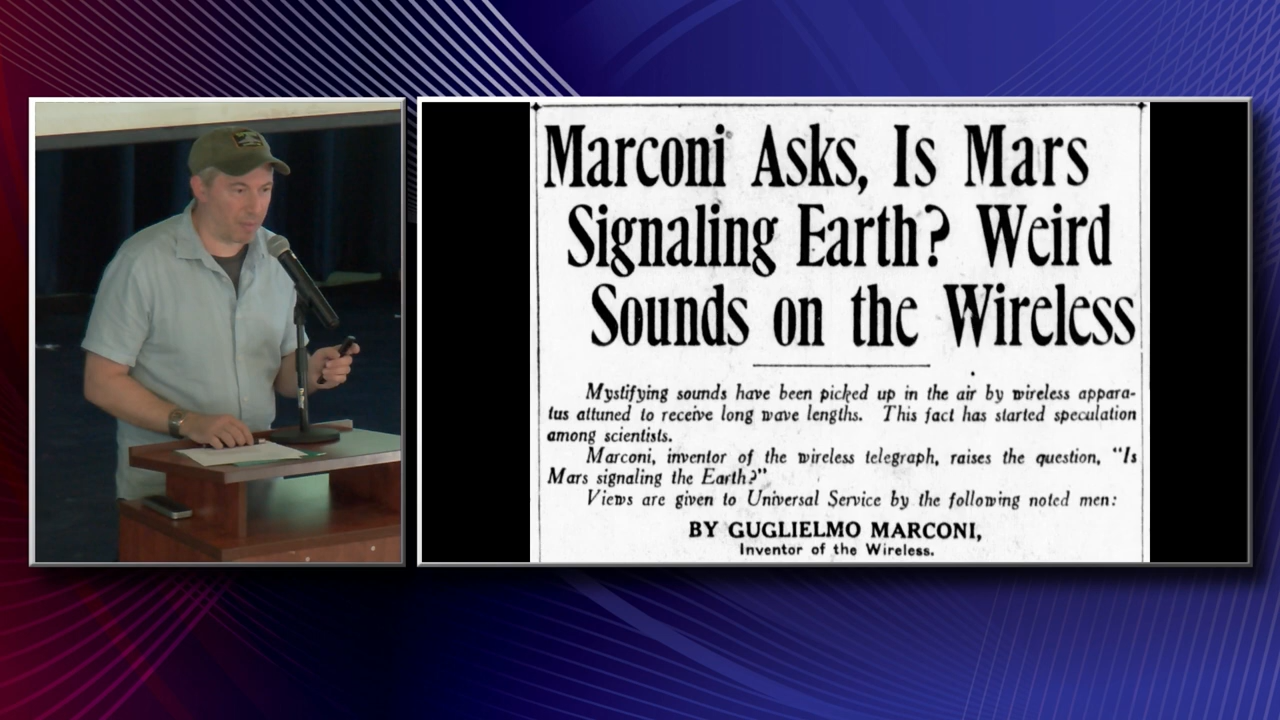 Marconi Asks, Is Mars
Signaling Earth? Weird
Sounds on the Wireless
Mystifying sounds have been picked up in the air by wireless appara-
tus attuned to receive long wave lengths. This fact has started speculation
among scientists.
Marconi, inventor of the wireless telegraph, raises the question, "Is
Mars signaling the Earth?"
Views are given to Universal Service by the following noted men:
BY GUGLIELMO MARCONI,
Inventor of the Wireless.